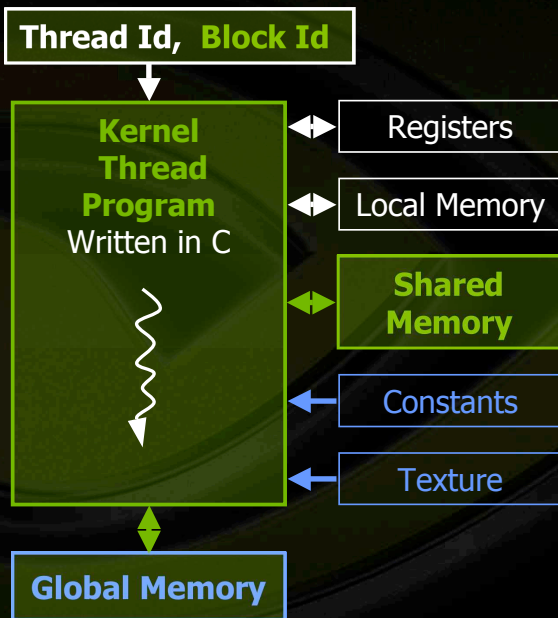 Thread Id, Block Id
Kernel
Thread
Program
Written in C
Registers
Local Memory
Shared
Memory
Constants
Texture
Global Memory